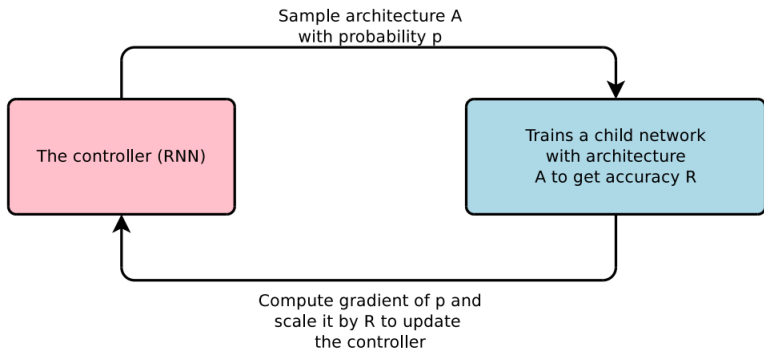 Sample architecture A
with probability p
The controller (RNN)
Trains a child network
with architecture
A to get accuracy R
Compute gradient of p and
scale it by R to update
the controller